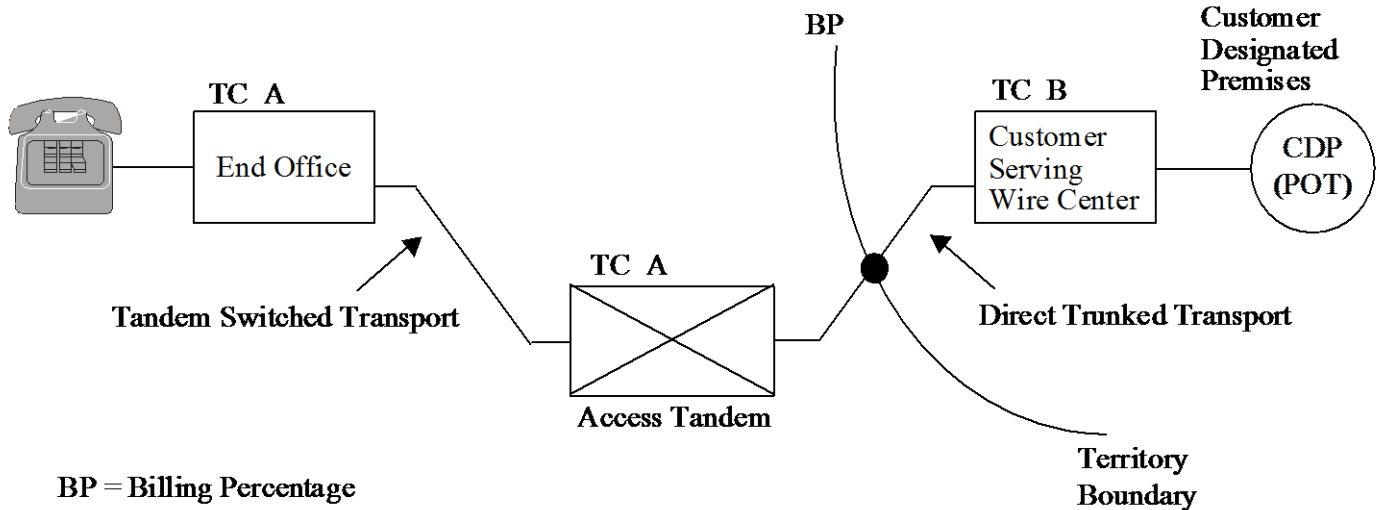 BP
Customer
Designated
Premises
TC A
TC B
End Office
Customer
Serving
Wire Center
CDP
(POT)
TC A
Tandem Switched Transport
Direct Trunked Transport
Access Tandem
Territory
Boundary
BP = Billing Percentage